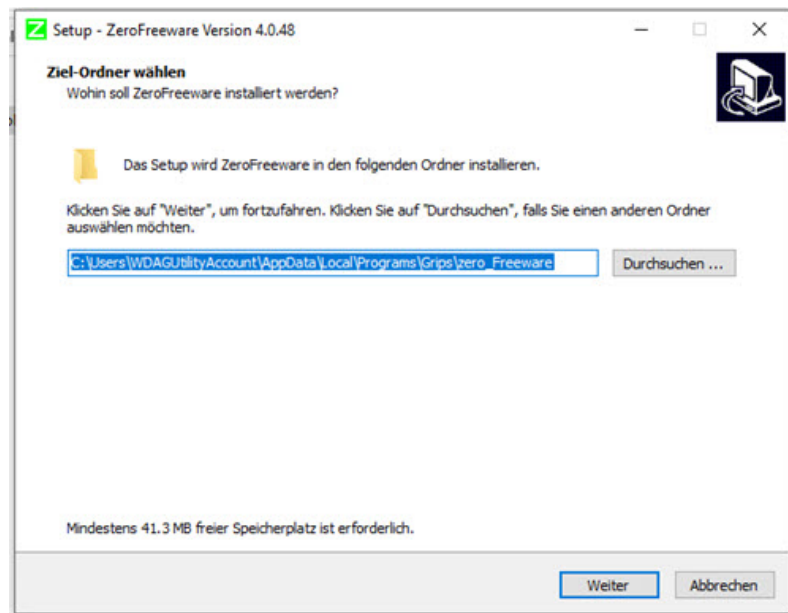 Setup - ZeroFreeware Version 4.0.48
Ziel-Ordner wählen
Wohin soll ZeroFreeware installiert werden?
Das Setup wird ZeroFreeware in den folgenden Ordner installieren.
Klicken Sie auf "Weiter", um fortzufahren. Klicken Sie auf "Durchsuchen", falls Sie einen anderen Ordner
auswählen möchten.
C:\Users\WDAGUtilityAccount\AppData\Local\Programs\Grips\zero_Freeware
Durchsuchen ...
Mindestens 41.3 MB freier Speicherplatz ist erforderlich.
Weiter
Abbrechen